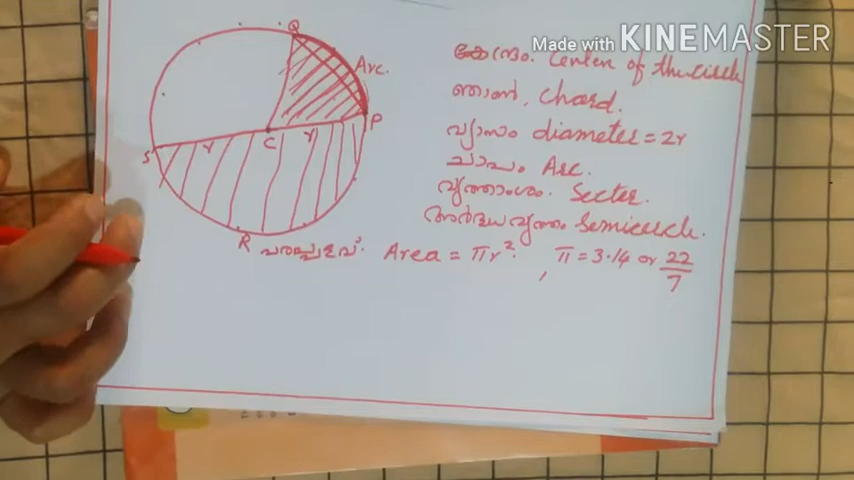 Made with KINEMASTER
Q
Arc.
P
S r C r
R
കേന്ദ്രം. Center of the circle
ഞാൺ, chord.
വ്യാസം diameter = 2r
ചാപം Arc.
വൃത്താംശം. Secter.
അർദ്ധവൃത്തം Semicircle.
പരപ്പളവ്. Area = πr². , π = 3.14 or 22/7